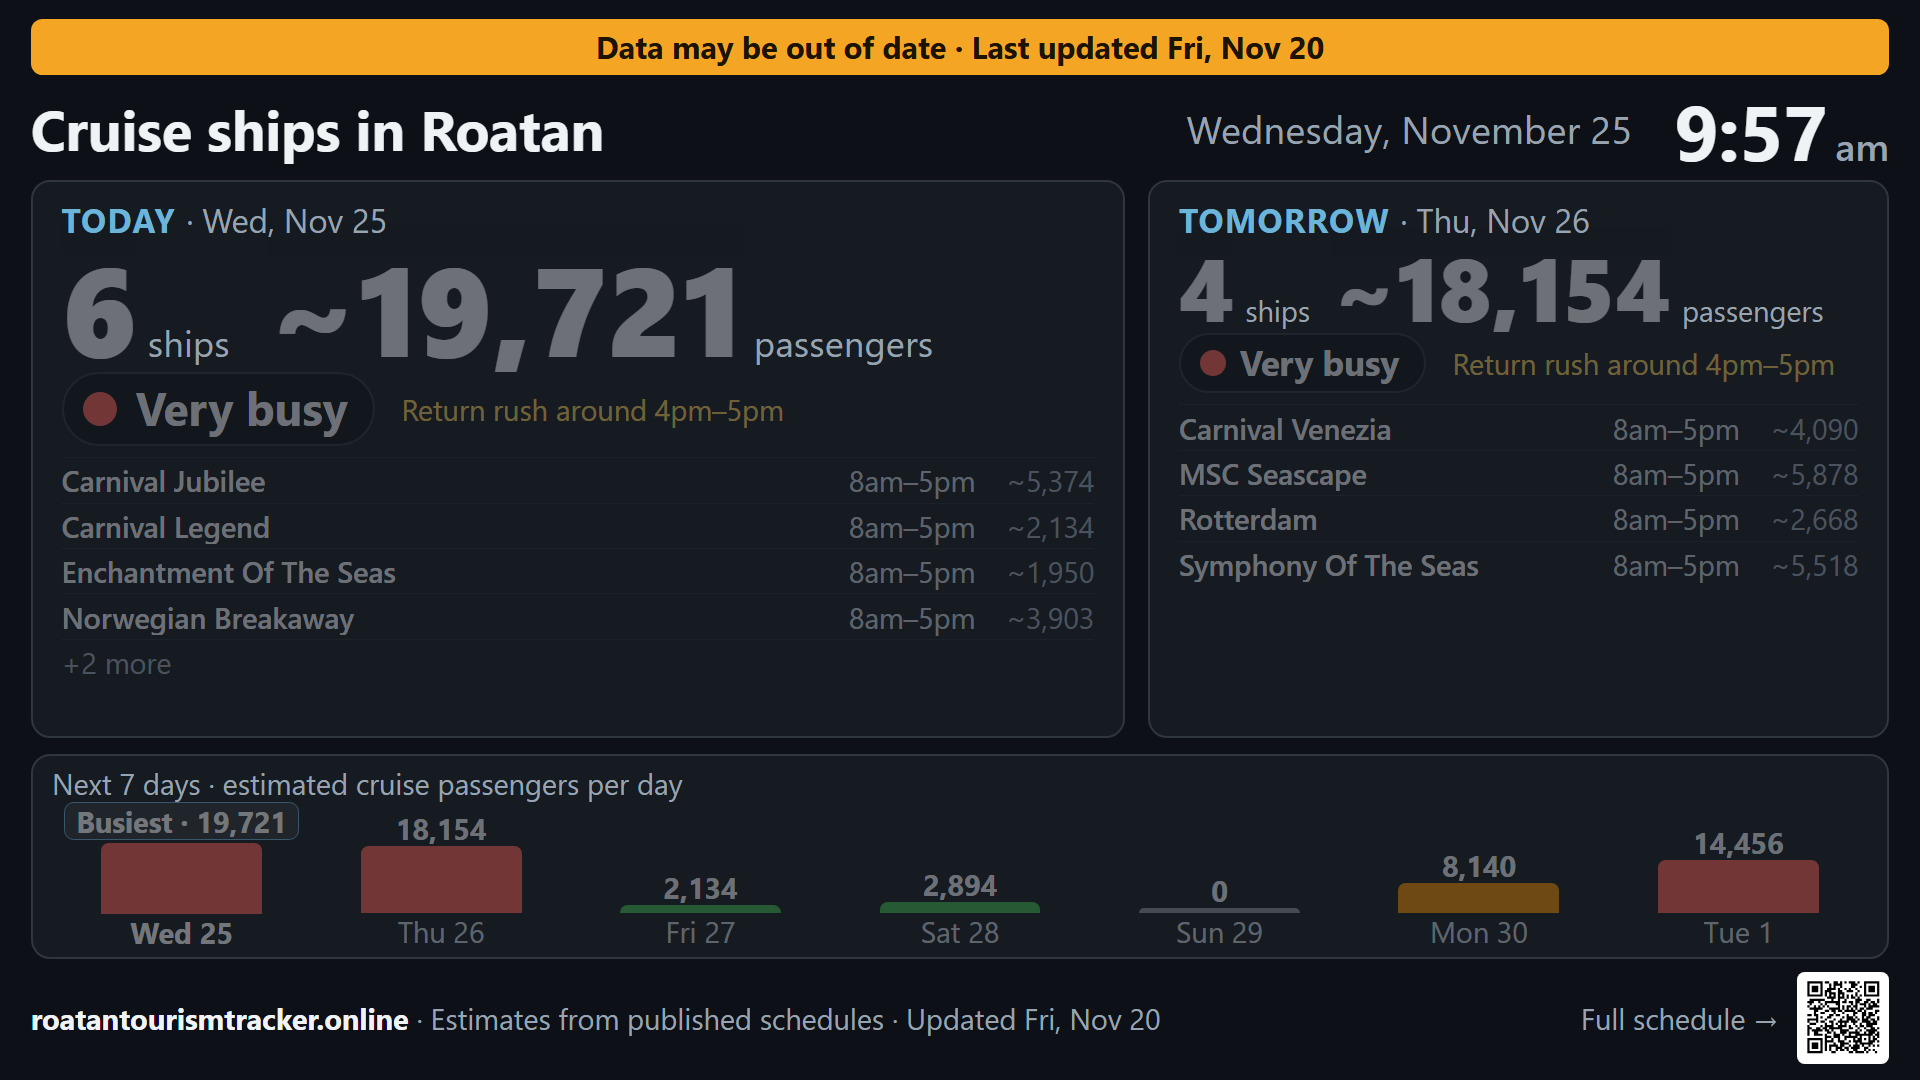 Data may be out of date · Last updated Fri, Nov 20
Cruise ships in Roatan
Wednesday, November 25 9:57 am
TODAY · Wed, Nov 25
6 ships ~19,721 passengers
Very busy Return rush around 4pm–5pm
Carnival Jubilee 8am–5pm ~5,374
Carnival Legend 8am–5pm ~2,134
Enchantment Of The Seas 8am–5pm ~1,950
Norwegian Breakaway 8am–5pm ~3,903
+2 more
TOMORROW · Thu, Nov 26
4 ships ~18,154 passengers
Very busy Return rush around 4pm–5pm
Carnival Venezia 8am–5pm ~4,090
MSC Seascape 8am–5pm ~5,878
Rotterdam 8am–5pm ~2,668
Symphony Of The Seas 8am–5pm ~5,518
Next 7 days · estimated cruise passengers per day
Busiest · 19,721 18,154 2,134 2,894 0 8,140 14,456
Wed 25 Thu 26 Fri 27 Sat 28 Sun 29 Mon 30 Tue 1
roatantourismtracker.online · Estimates from published schedules · Updated Fri, Nov 20
Full schedule →